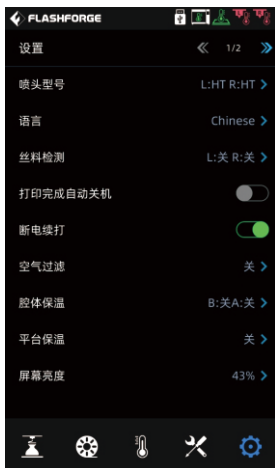 FLASHFORGE
设置 1/2
喷头型号 L:HT R:HT
语言 Chinese
丝料检测 L:关 R:关
打印完成自动关机
断电续打
空气过滤 关
腔体保温 B:关A:关
平台保温 关
屏幕亮度 43%